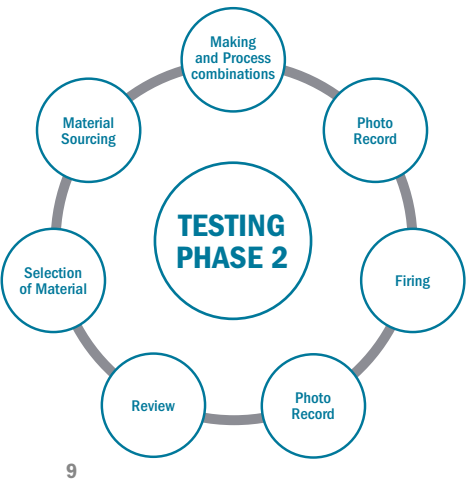 Making
and Process
combinations
Photo
Record
Firing
Photo
Record
Review
Selection
of Material
Material
Sourcing
TESTING
PHASE 2
9